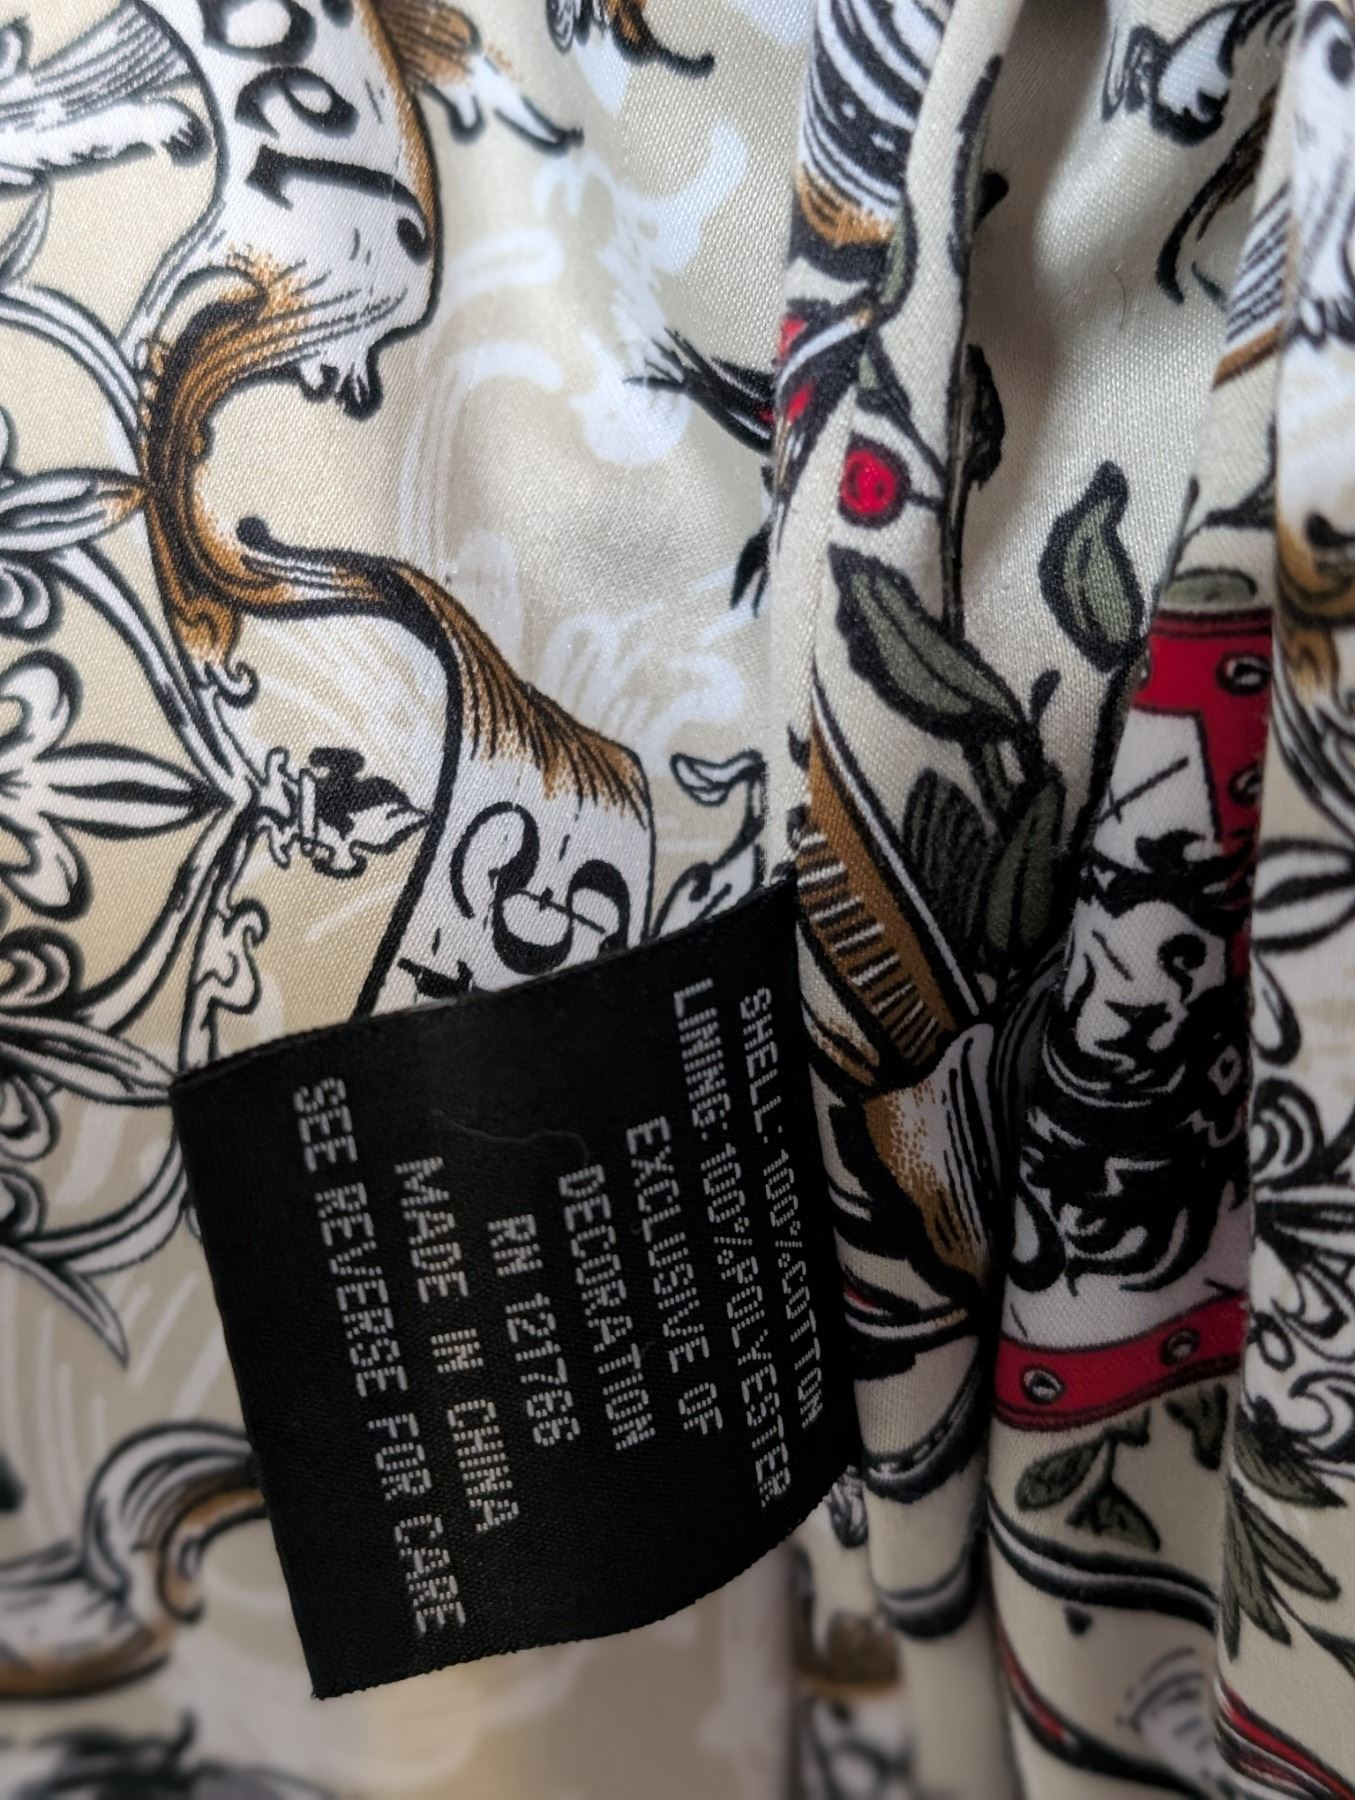 SHELL: 100% COTTON
LINING: 100% POLYESTER
EXCLUSIVE OF
DECORATION
RN 121766
MADE IN CHINA
SEE REVERSE FOR CARE